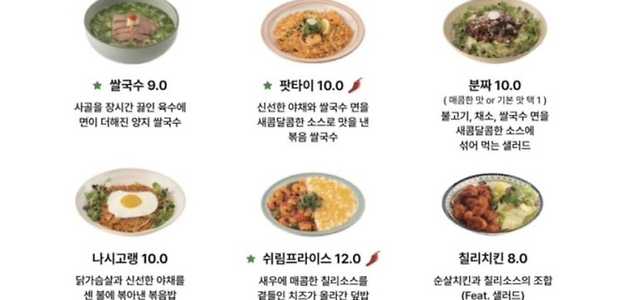 쌀국수 9.0
사골을 장시간 끓인 육수에
면이 더해진 양지 쌀국수
팟타이 10.0
신선한 야채와 쌀국수 면을
새콤달콤한 소스로 맛을 낸
볶음 쌀국수
분짜 10.0
( 매콤한 맛 or 기본 맛 택 1 )
불고기, 채소, 쌀국수 면을
새콤달콤한 소스에
섞어 먹는 샐러드
나시고랭 10.0
닭가슴살과 신선한 야채를
센 불에 볶아낸 볶음밥
쉬림프라이스 12.0
새우에 매콤한 칠리소스를
곁들인 치즈가 올라간 덮밥
칠리치킨 8.0
순살치킨과 칠리소스의 조합
(Feat. 샐러드)